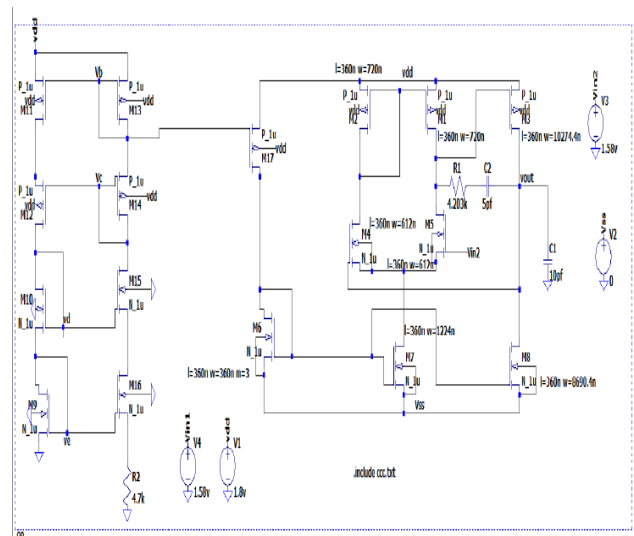 vdd
Vb
P_1u
vdd
M11
P_1u
vdd
M13
Vc
P_1u
vdd
M12
P_1u
vdd
M14
M10
N_1u
vd
M15
N_1u
M9
N_1u
ve
M16
N_1u
R2
4.7k
P_1u
vdd
M17
l=360n w=720n
vdd
P_1u
M2
P_1u
M1
l=360n w=720n
P_1u
M3
l=360n w=10274.4n
R1
4.203k
C2
5pf
vout
M4
N_1u
l=360n w=612n
M5
N_1u
l=360n w=612n
Vin2
C1
10pf
M6
N_1u
l=360n w=360n m=3
l=360n w=1224n
M7
N_1u
Vss
M8
N_1u
l=360n w=8690.4n
Vin2
V3
1.58v
Vss
V2
0
Vin1
V4
1.58v
vdd
V1
1.8v
.include ccc.txt